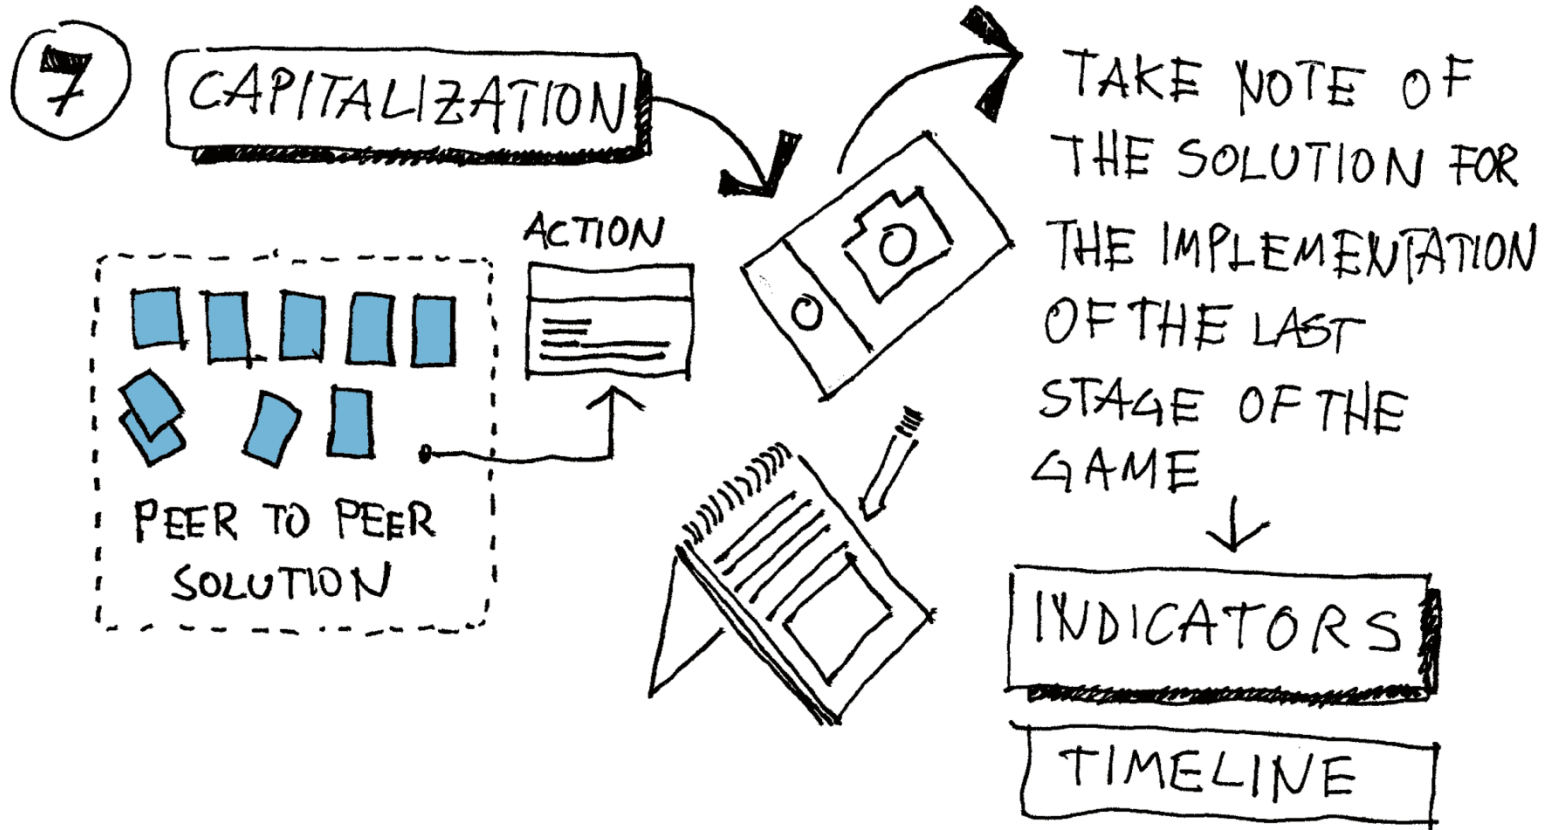 7
CAPITALIZATION
ACTION
PEER TO PEER
SOLUTION
TAKE NOTE OF
THE SOLUTION FOR
THE IMPLEMENTATION
OF THE LAST
STAGE OF THE
GAME
INDICATORS
TIMELINE